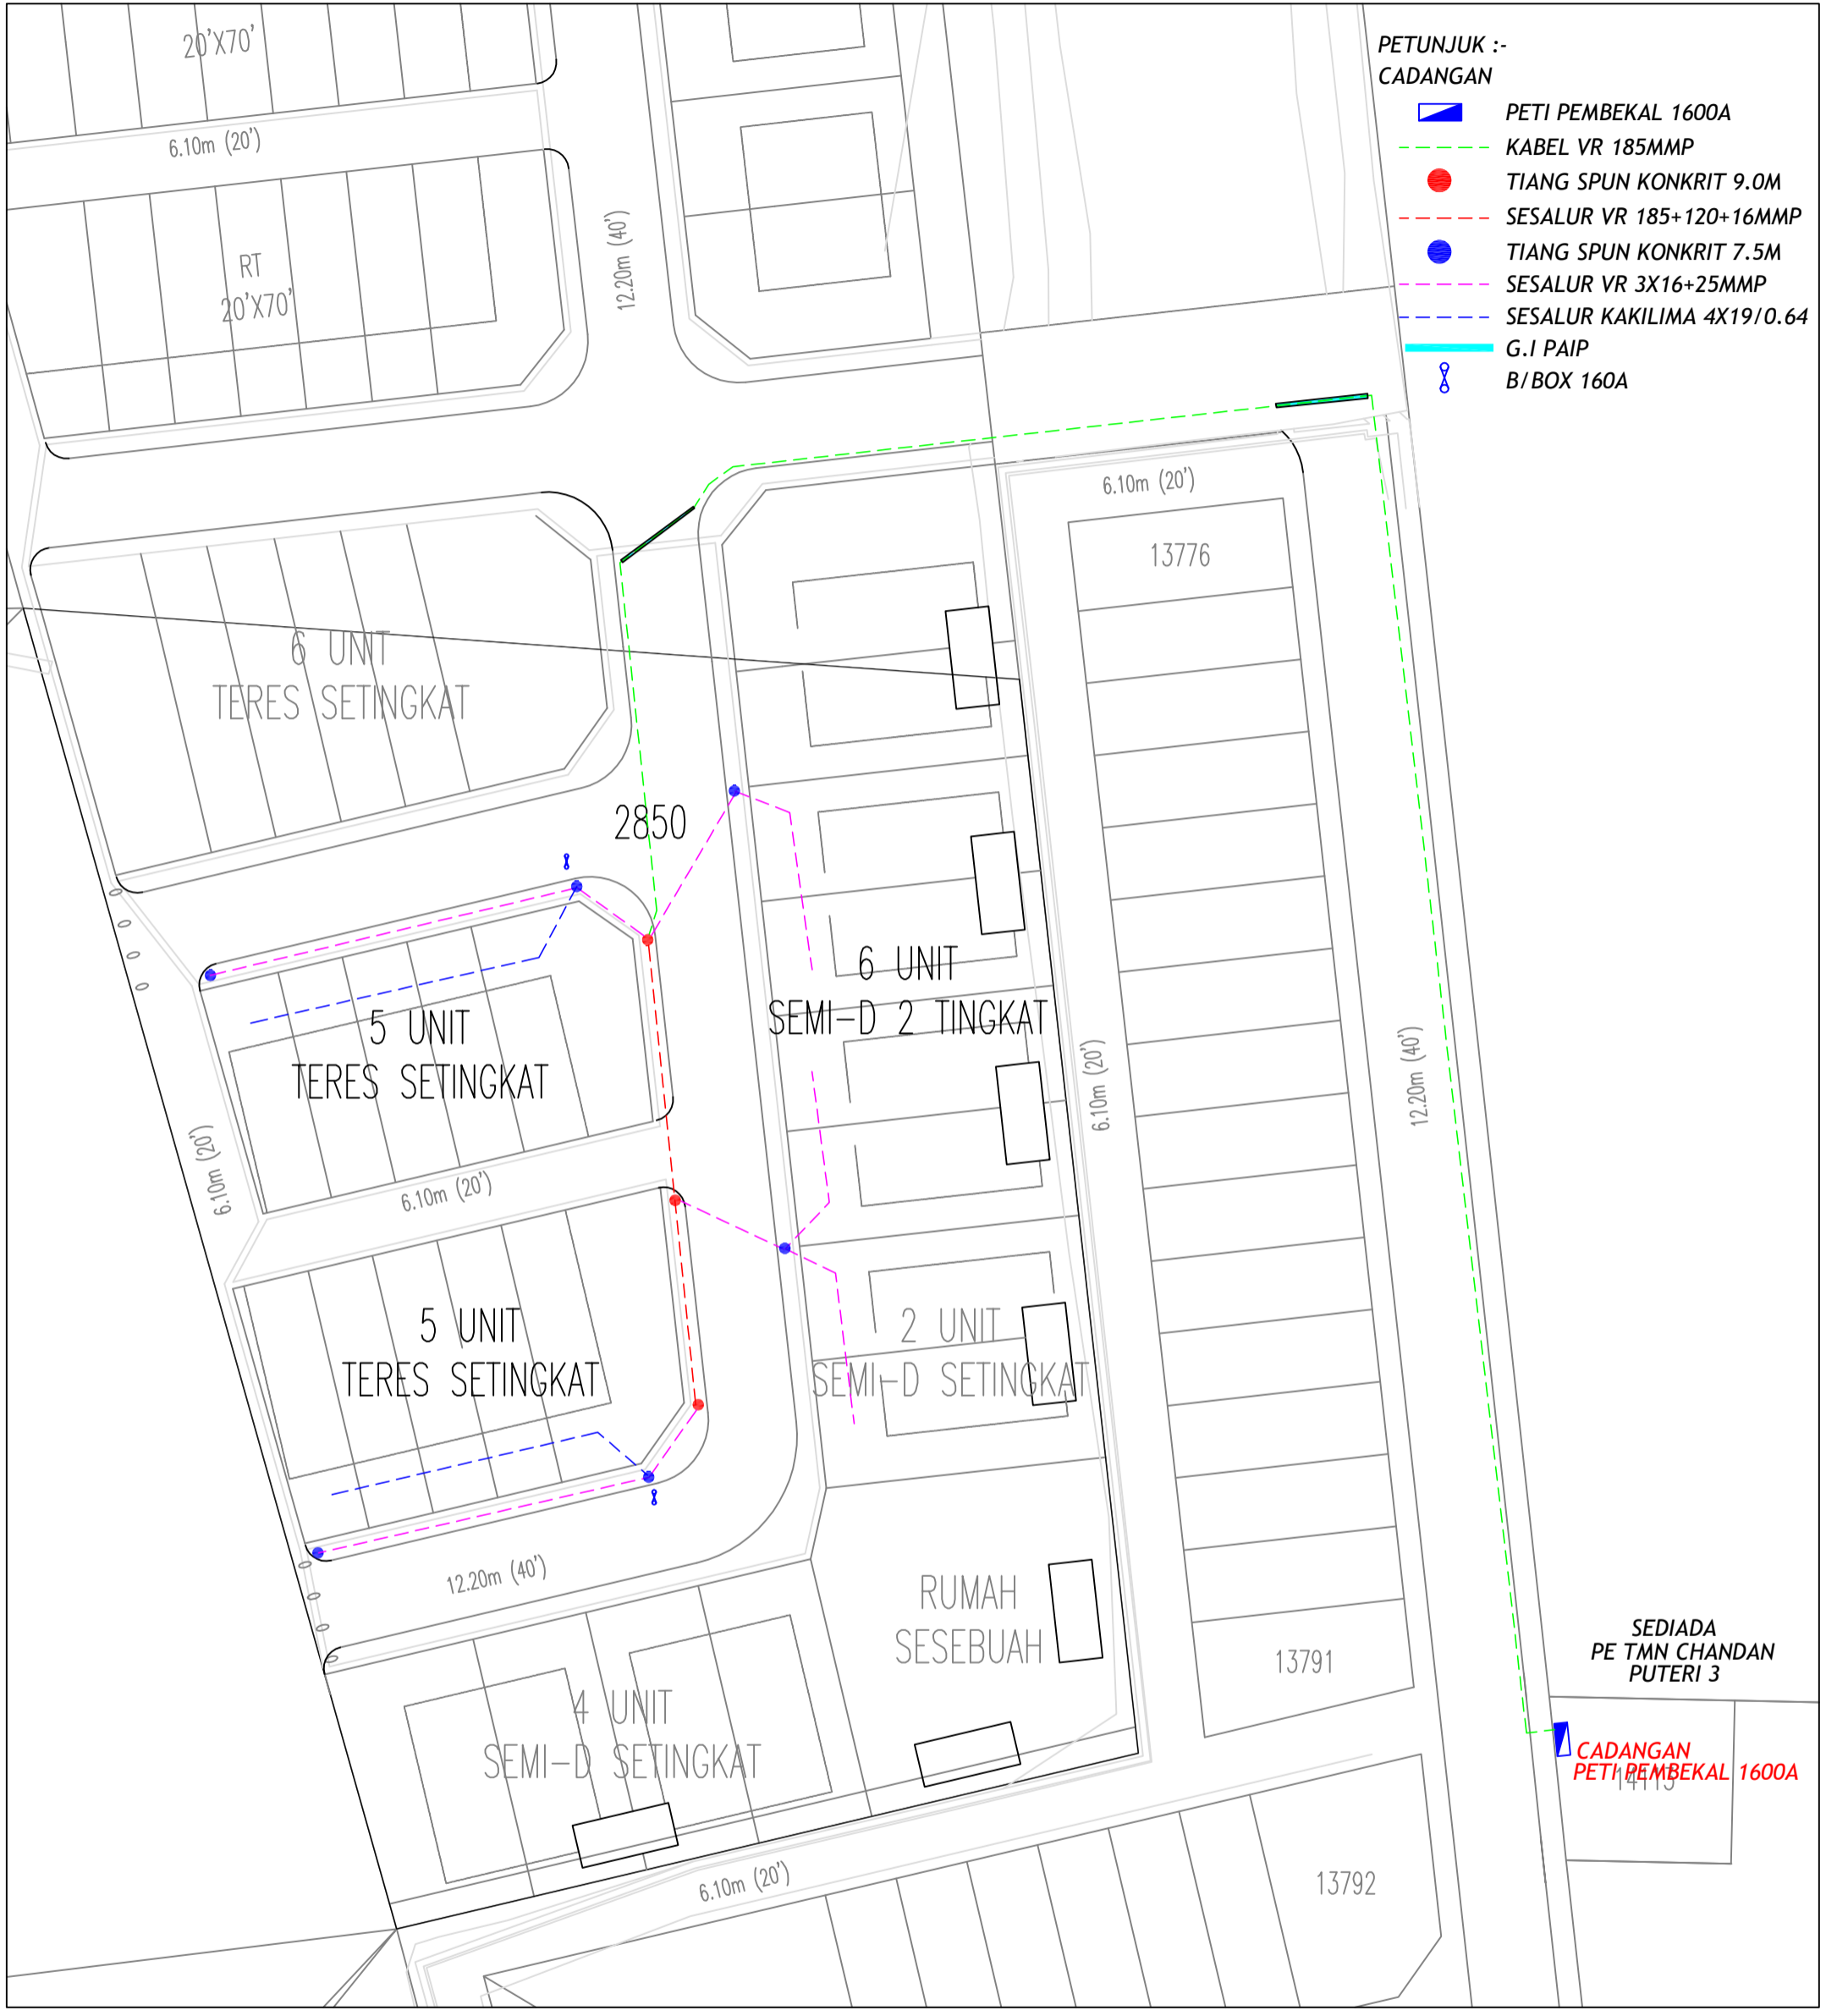 PETUNJUK :-
CADANGAN
PETI PEMBEKAL 1600A
KABEL VR 185MMP
TIANG SPUN KONKRIT 9.0M
SESALUR VR 185+120+16MMP
TIANG SPUN KONKRIT 7.5M
SESALUR VR 3X16+25MMP
SESALUR KAKILIMA 4X19/0.64
G.I PAIP
B/BOX 160A
20'X70'
6.10m (20')
RT
20'X70'
12.20m (40')
6.10m (20')
13776
6 UNIT
TERES SETINGKAT
2850
6 UNIT
SEMI-D 2 TINGKAT
5 UNIT
TERES SETINGKAT
6.10m (20')
12.20m (40')
6.10m (20')
6.10m (20')
5 UNIT
TERES SETINGKAT
2 UNIT
SEMI-D SETINGKAT
12.20m (40')
RUMAH
SESEBUAH
13791
SEDIADA
PE TMN CHANDAN
PUTERI 3
4 UNIT
SEMI-D SETINGKAT
CADANGAN
PETI PEMBEKAL 1600A
6.10m (20')
13792